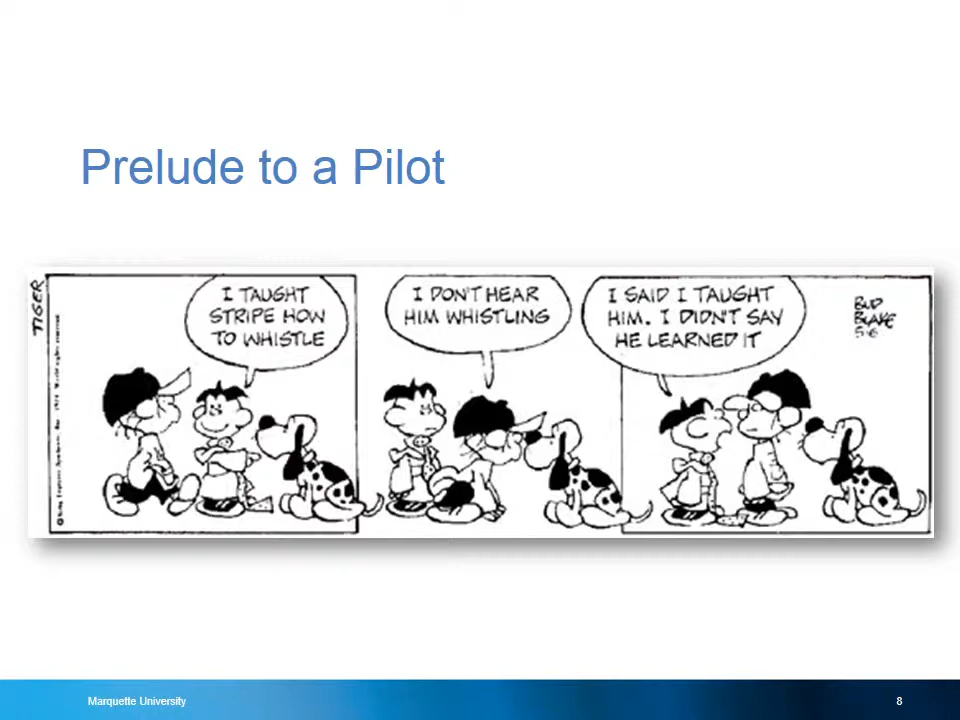 Prelude to a Pilot
TIGER
I TAUGHT
STRIPE HOW
TO WHISTLE
I DON'T HEAR
HIM WHISTLING
I SAID I TAUGHT
HIM. I DIDN'T SAY
HE LEARNED IT
BUD
BLAKE
5-6
Marquette University
8